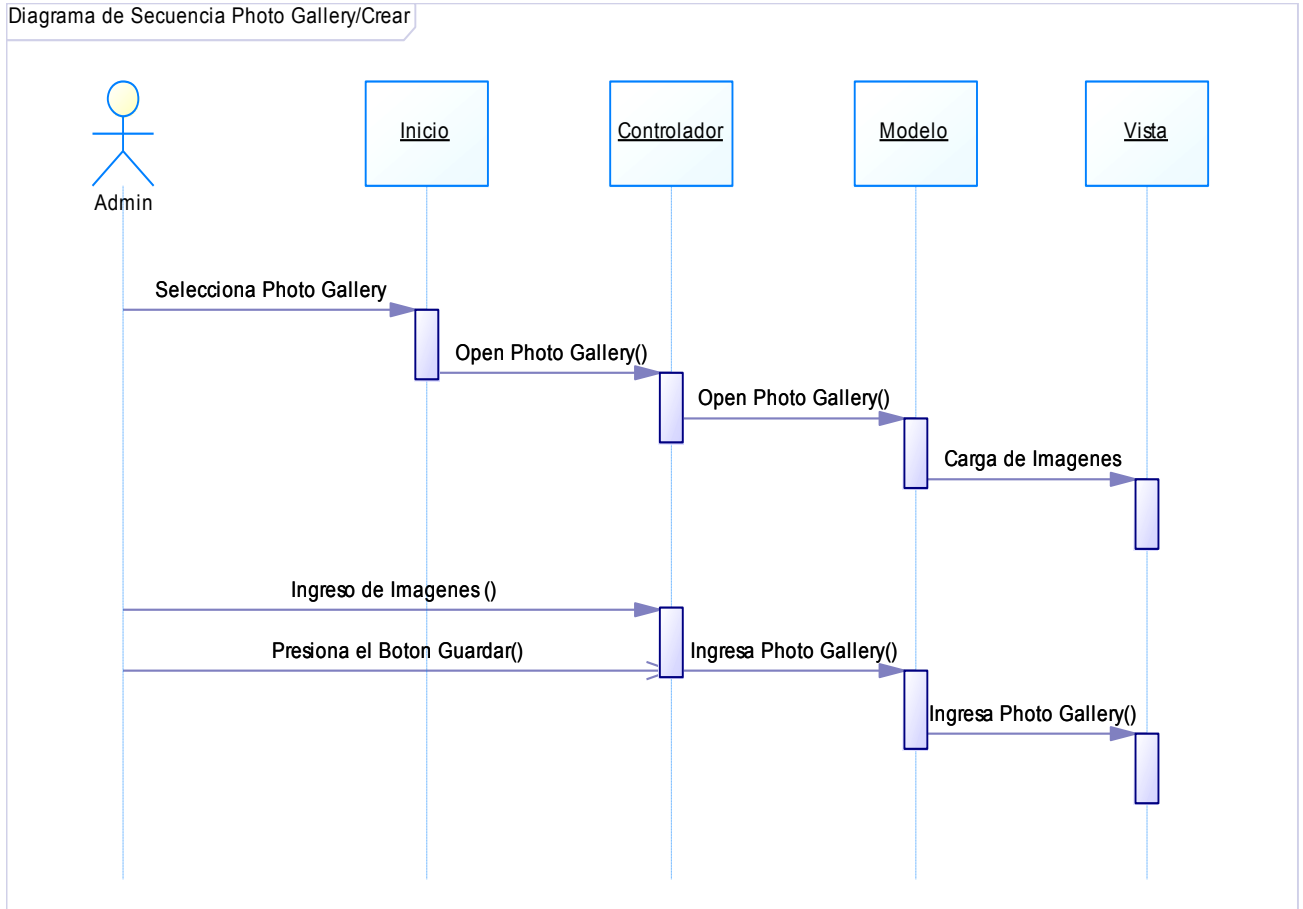 Diagrama de Secuencia Photo Gallery/Crear
Admin
Inicio
Controlador
Modelo
Vista
Selecciona Photo Gallery
Open Photo Gallery()
Open Photo Gallery()
Carga de Imagenes
Ingreso de Imagenes ()
Presiona el Boton Guardar()
Ingresa Photo Gallery()
Ingresa Photo Gallery()